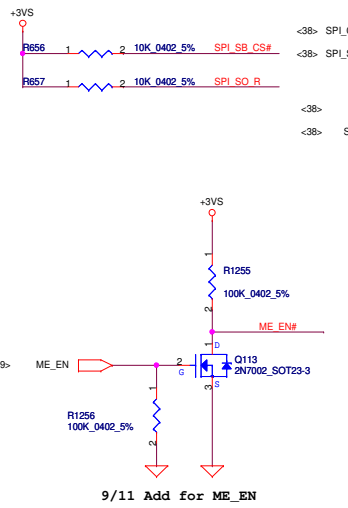 +3VS
<38> SPI_
R656 1 2 10K_0402_5% SPI_SB_CS#
<38> SPI_
R657 1 2 10K_0402_5% SPI_SO_R
<38>
<38> S
+3VS
1
R1255
100K_0402_5%
2
ME_EN#
1 D
9> ME_EN
2 G
Q113
2N7002_SOT23-3
3 S
1
R1256
100K_0402_5%
2
9/11 Add for ME_EN